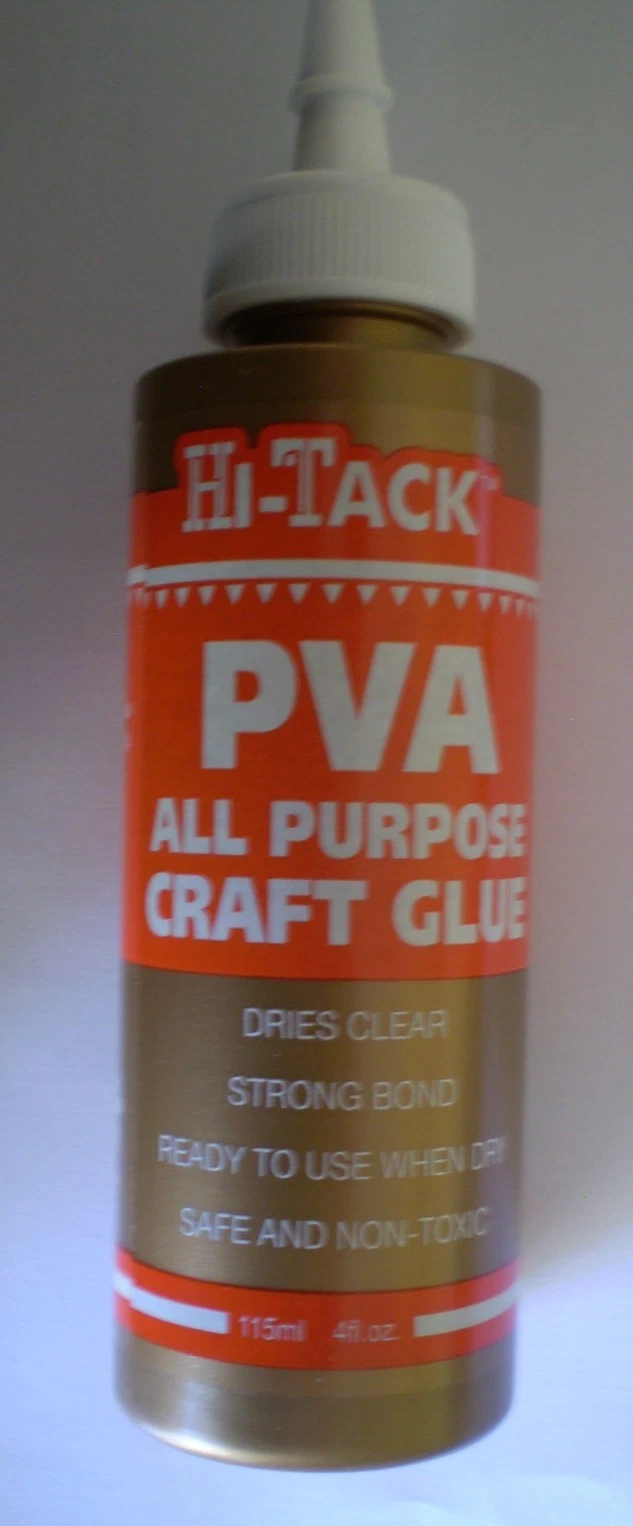 HI-TACK™
PVA
ALL PURPOSE
CRAFT GLUE
DRIES CLEAR
STRONG BOND
READY TO USE WHEN DRY
SAFE AND NON-TOXIC
115ml 4fl.oz.